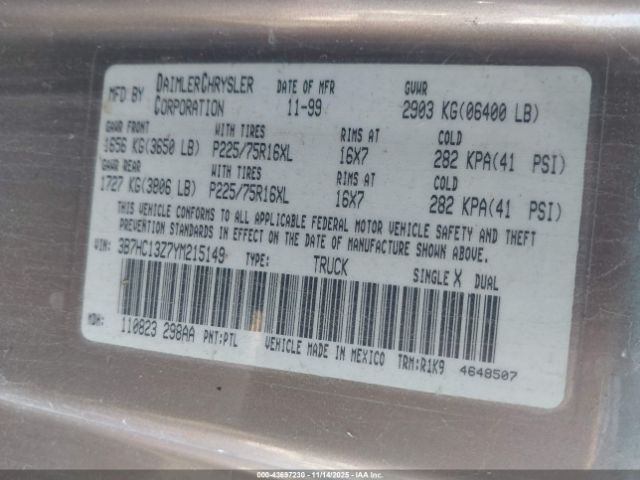 MFD BY DAIMLERCHRYSLER CORPORATION DATE OF MFR 11-99 GVWR 2903 KG(06400 LB)
GAWR FRONT WITH TIRES RIMS AT COLD
1656 KG(3650 LB) P225/75R16XL 16X7 282 KPA(41 PSI)
GAWR REAR WITH TIRES RIMS AT COLD
1727 KG(3806 LB) P225/75R16XL 16X7 282 KPA(41 PSI)
THIS VEHICLE CONFORMS TO ALL APPLICABLE FEDERAL MOTOR VEHICLE SAFETY AND THEFT
PREVENTION STANDARDS IN EFFECT ON THE DATE OF MANUFACTURE SHOWN ABOVE.
VIN: 3B7HC13Z7YM215149 TYPE: TRUCK SINGLE X DUAL
MDH: 110823 298AA PNT:PTL VEHICLE MADE IN MEXICO TRM:R1K9 4648507
000-43697230 - 11/14/2025 - IAA Inc.